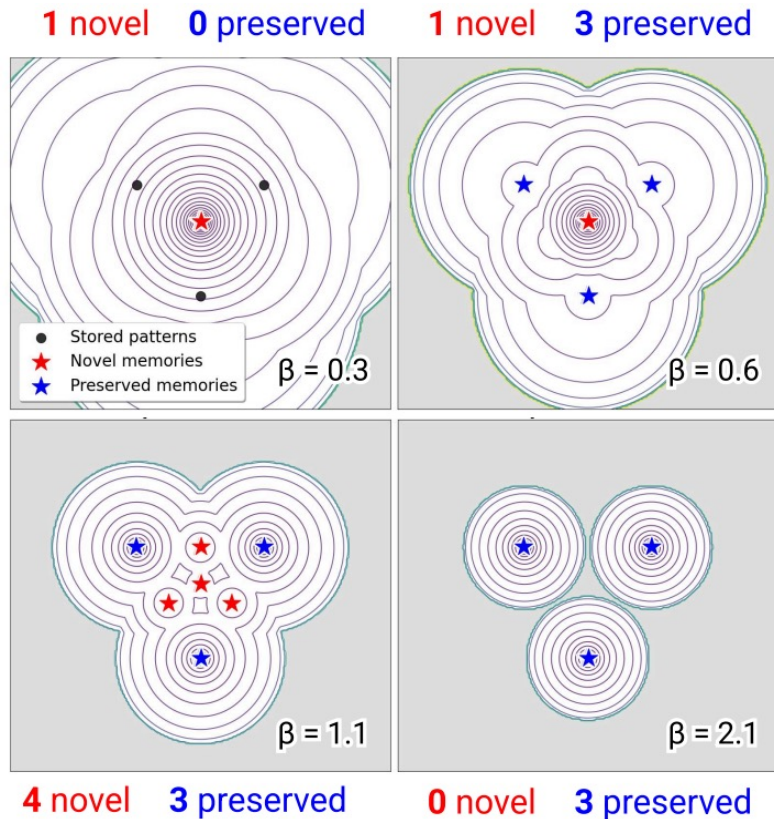 1 novel 0 preserved
1 novel 3 preserved
Stored patterns
Novel memories
Preserved memories
β = 0.3
β = 0.6
β = 1.1
β = 2.1
4 novel 3 preserved
0 novel 3 preserved